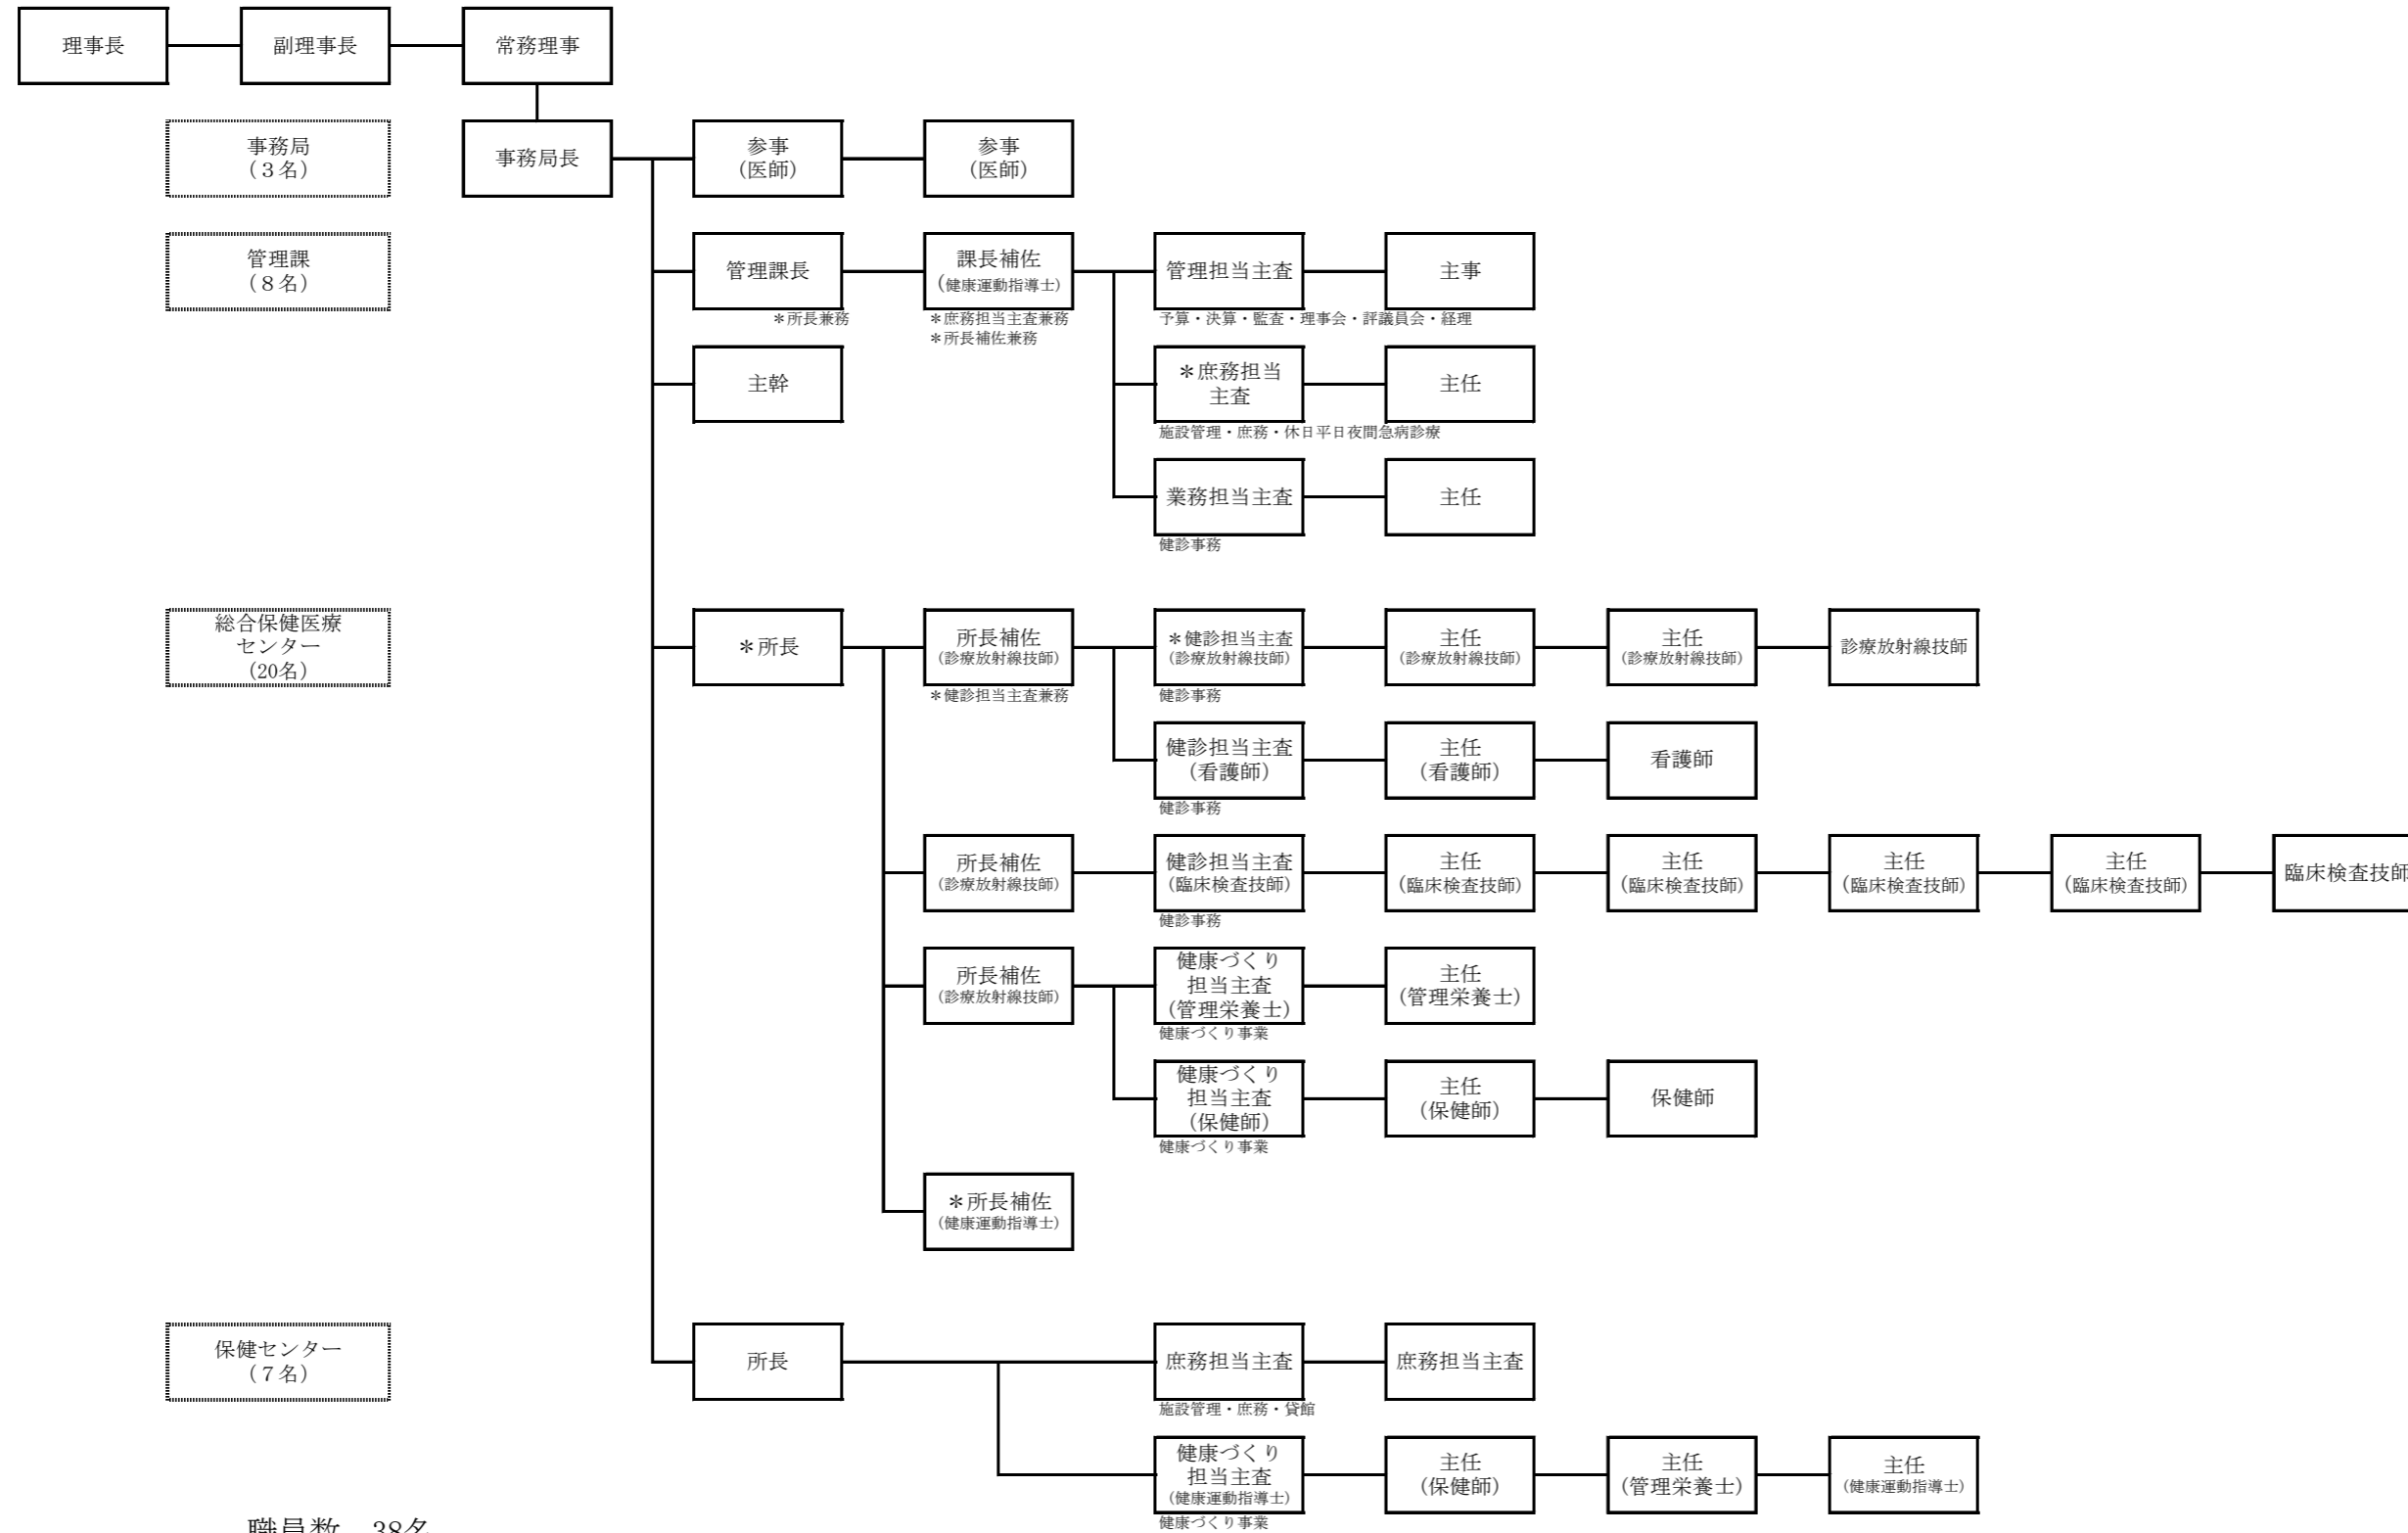 理事長
副理事長
常務理事
事務局
（３名）
事務局長
参事
（医師）
参事
（医師）
管理課
（８名）
管理課長
課長補佐
（健康運動指導士）
管理担当主査
主事
＊所長兼務
＊庶務担当主査兼務
＊所長補佐兼務
予算・決算・監査・理事会・評議員会・経理
主幹
＊庶務担当
主査
主任
施設管理・庶務・休日平日夜間急病診療
業務担当主査
主任
健診事務
総合保健医療
センター
（20名）
＊所長
所長補佐
（診療放射線技師）
＊健診担当主査
（診療放射線技師）
主任
（診療放射線技師）
主任
（診療放射線技師）
診療放射線技師
＊健診担当主査兼務
健診事務
健診担当主査
（看護師）
主任
（看護師）
看護師
健診事務
所長補佐
（診療放射線技師）
健診担当主査
（臨床検査技師）
主任
（臨床検査技師）
主任
（臨床検査技師）
主任
（臨床検査技師）
主任
（臨床検査技師）
臨床検査技師
健診事務
所長補佐
（診療放射線技師）
健康づくり
担当主査
（管理栄養士）
主任
（管理栄養士）
健康づくり事業
健康づくり
担当主査
（保健師）
主任
（保健師）
保健師
健康づくり事業
＊所長補佐
（健康運動指導士）
保健センター
（７名）
所長
庶務担当主査
庶務担当主査
施設管理・庶務・貸館
健康づくり
担当主査
（健康運動指導士）
主任
（保健師）
主任
（管理栄養士）
主任
（健康運動指導士）
健康づくり事業
職員数　38名